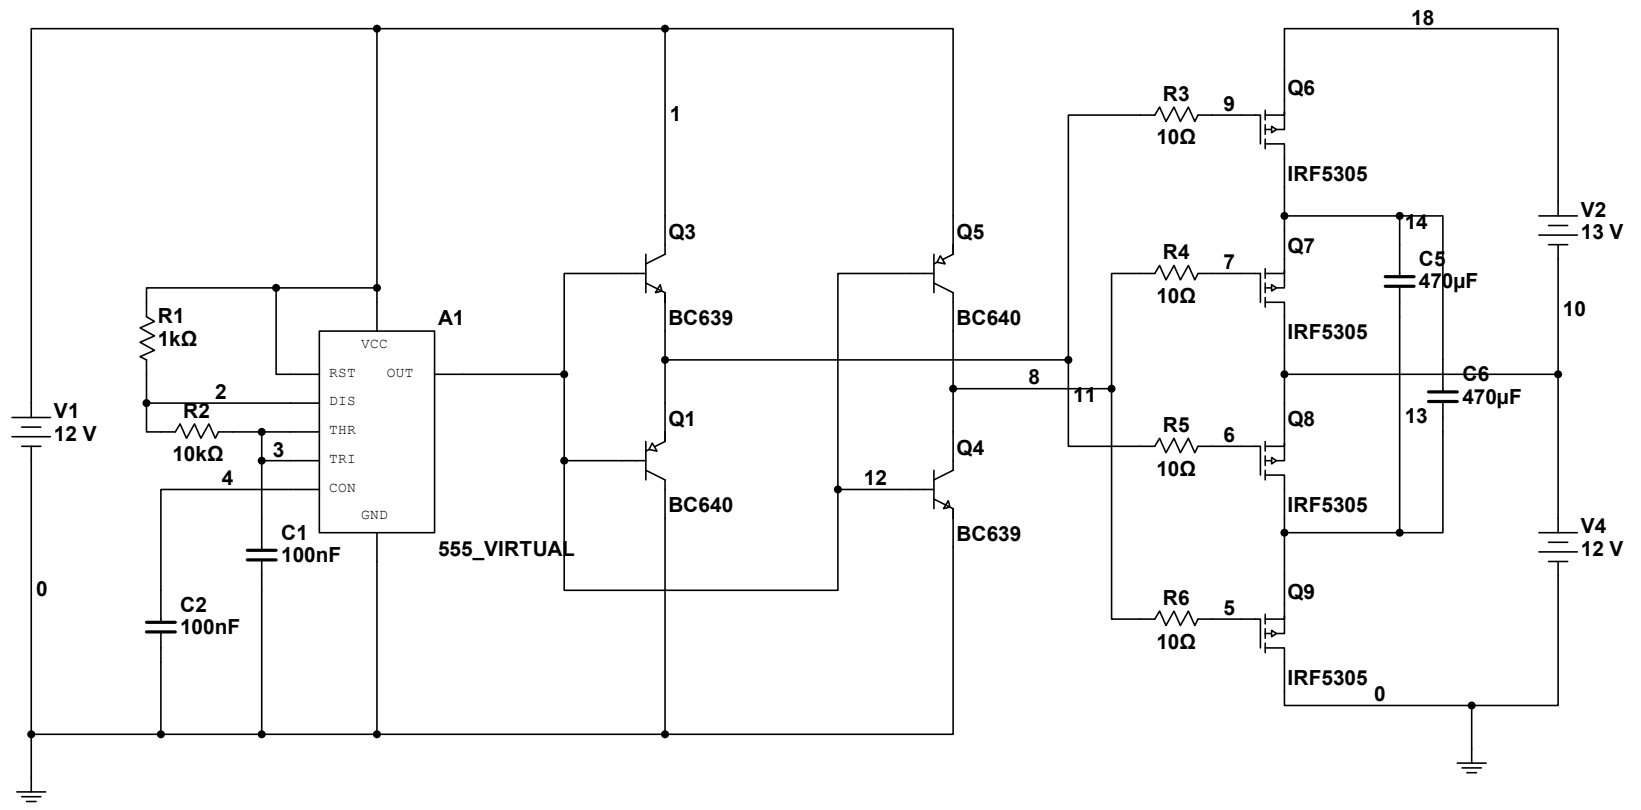 18
Q6
R3
9
10Ω
IRF5305
1
V2
13 V
14
Q3
Q5
Q7
R4
7
10Ω
C5
470µF
BC639
BC640
IRF5305
10
R1
1kΩ
A1
VCC
RST
OUT
DIS
THR
TRI
CON
GND
555_VIRTUAL
2
R2
10kΩ
3
4
8
11
C6
470µF
13
V1
12 V
Q1
BC640
Q4
12
BC639
R5
6
10Ω
Q8
IRF5305
V4
12 V
C1
100nF
0
C2
100nF
R6
5
10Ω
Q9
IRF5305
0